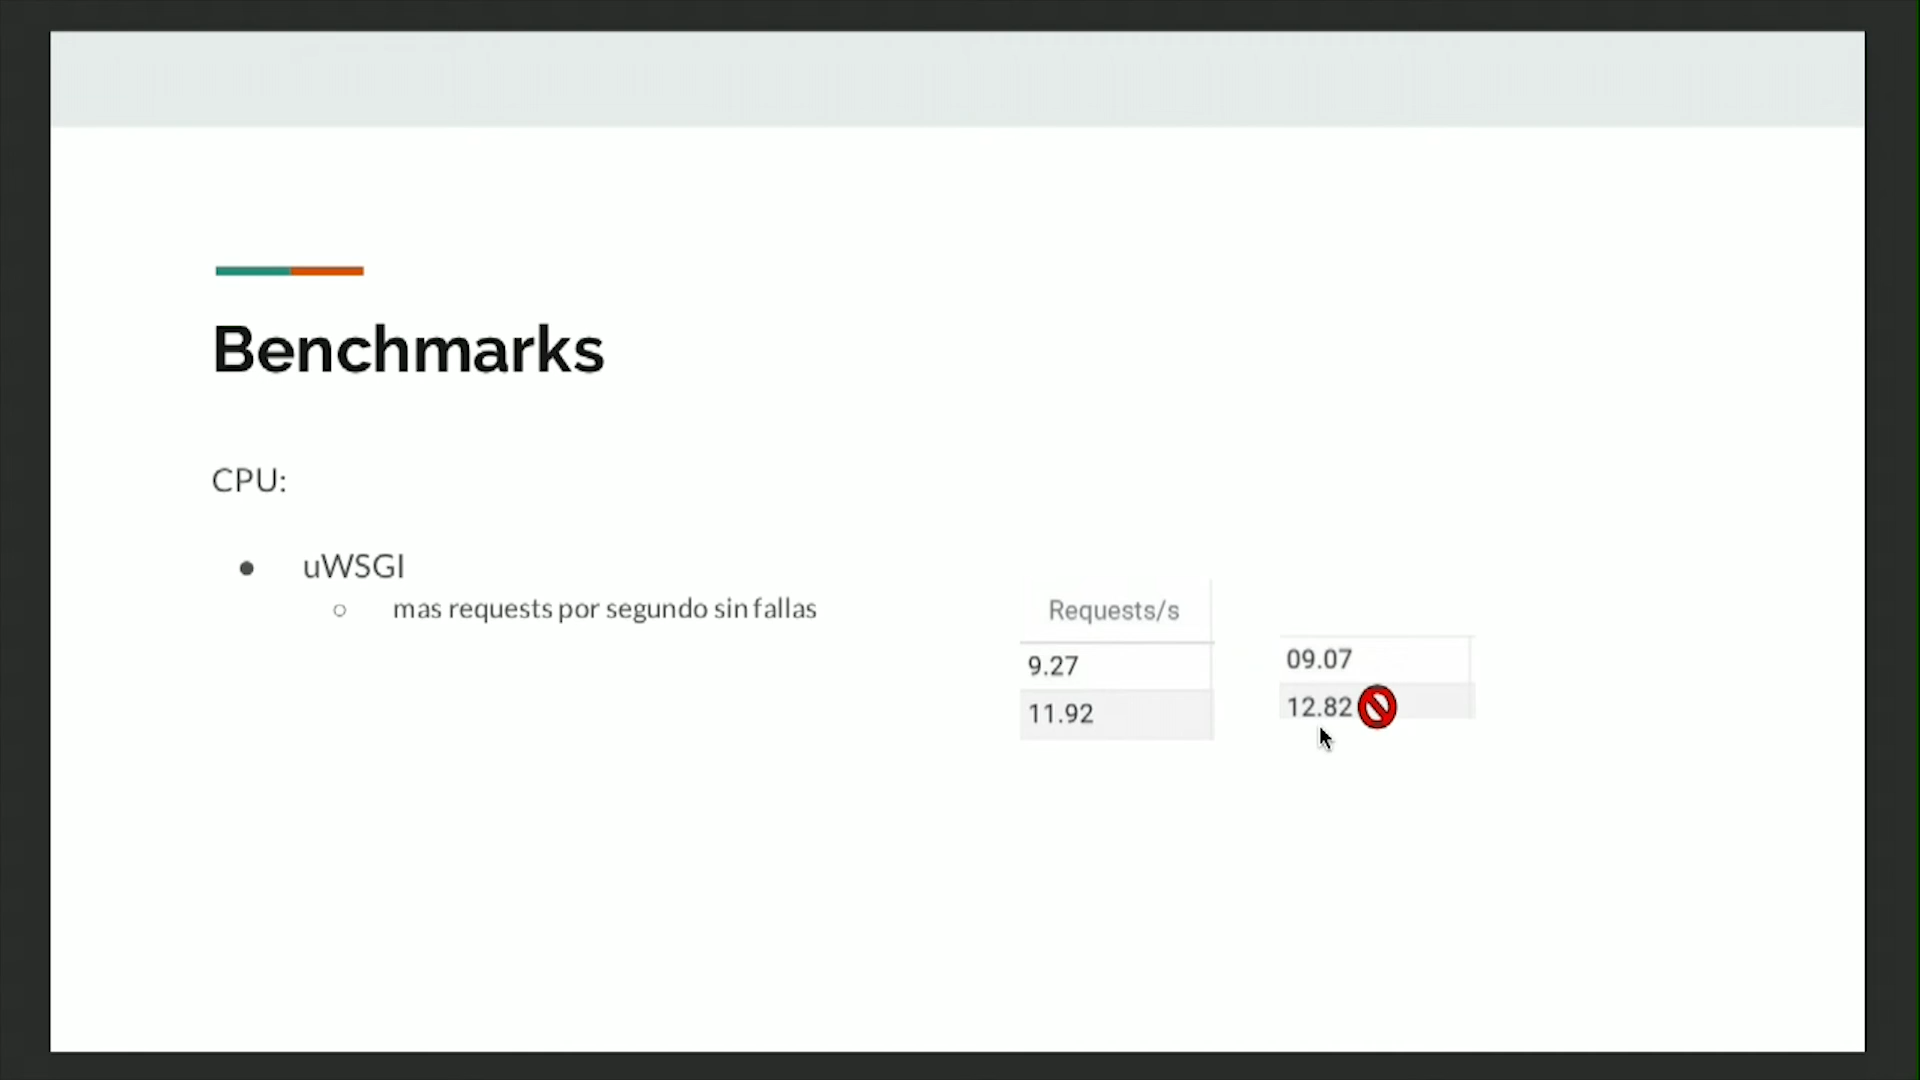 Benchmarks
CPU:
uWSGI
mas requests por segundo sin fallas
Requests/s
9.27
11.92
09.07
12.82